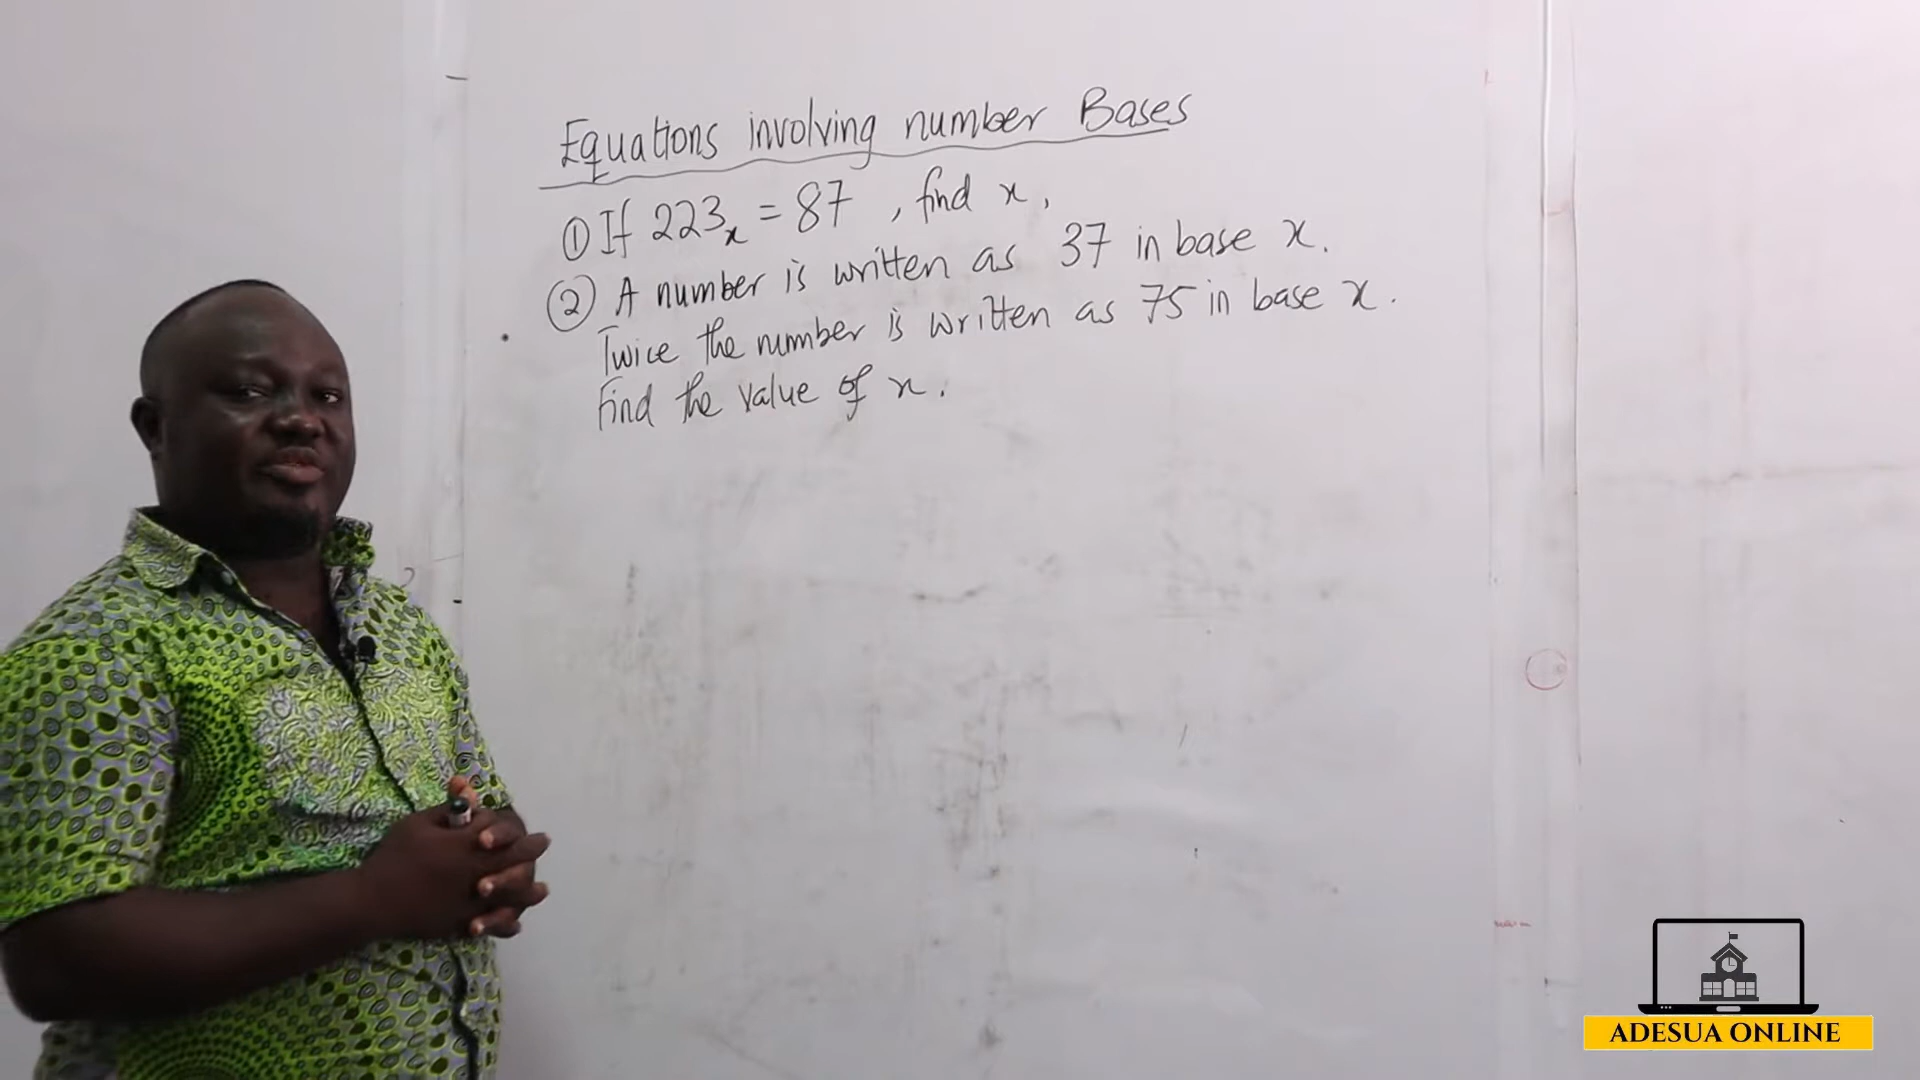 Equations involving number Bases
① If 223ₓ = 87 , find x,
② A number is written as 37 in base x.
Twice the number is written as 75 in base x.
Find the value of x.
ADESUA ONLINE